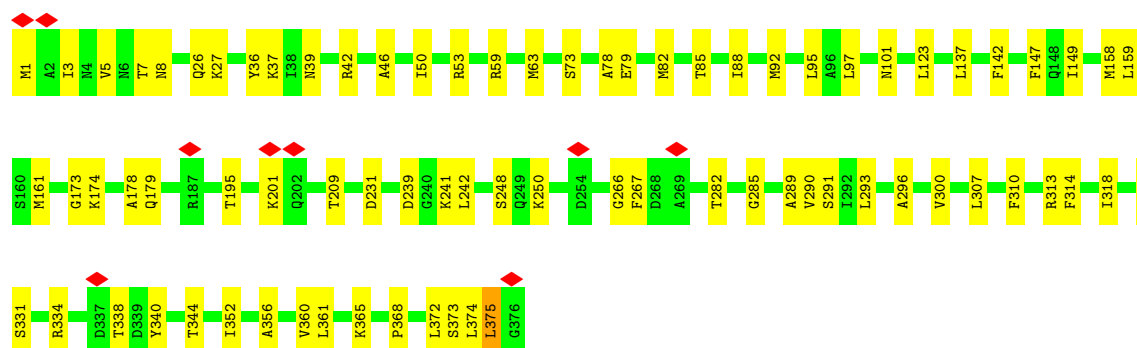 M1 A2 I3 N4 V5 N6 T7 N8 Q26 K27 Y36 K37 I38 N39 R42 A46 I50 R53 R59 M63 S73 A78 E79 M82 T85 I88 M92 L95 A96 L97 N101 L123 L137 F142 F147 Q148 I149 M158 L159
S160 M161 G173 K174 A178 Q179 R187 T195 K201 Q202 T209 D231 D239 G240 K241 L242 S248 Q249 K250 D254 G266 F267 D268 A269 T282 G285 A289 V290 S291 I292 L293 A296 V300 L307 F310 R313 F314 I318
S331 R334 D337 T338 D339 Y340 T344 I352 A356 V360 L361 K365 P368 L372 S373 L374 L375 G376